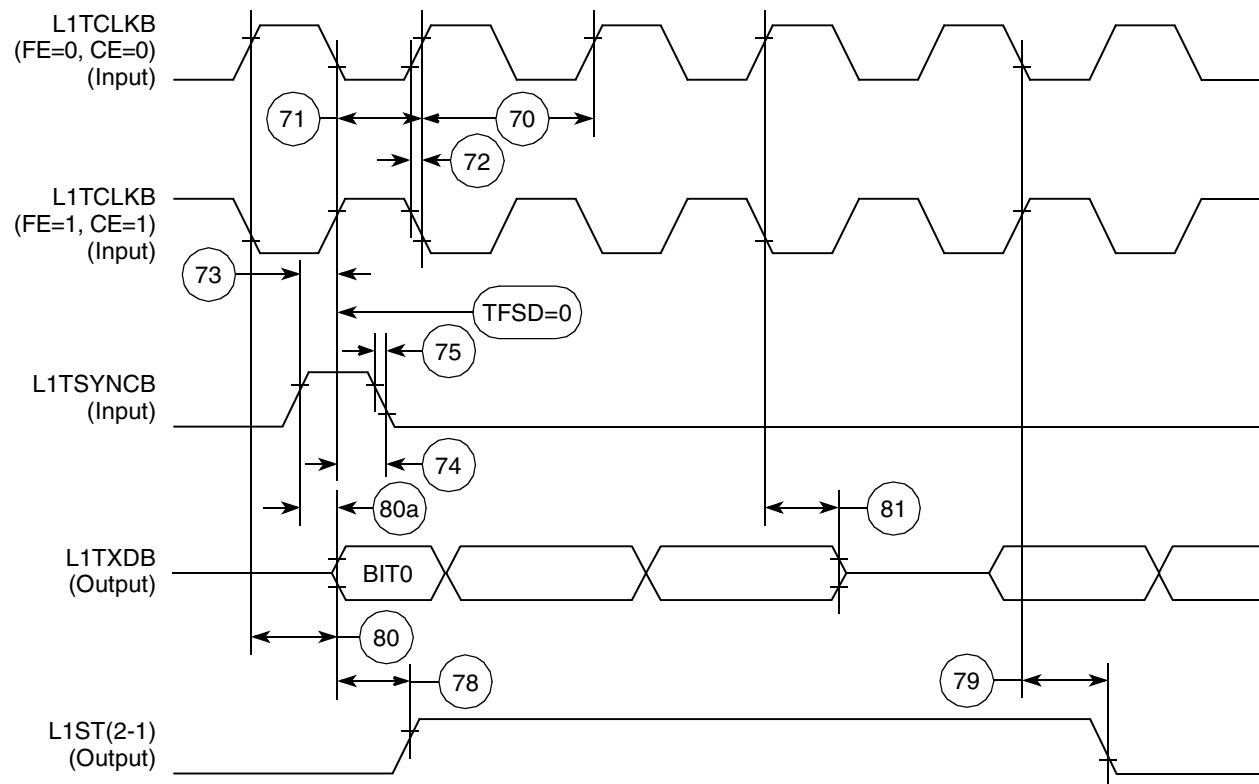 L1TCLKB
(FE=0, CE=0)
(Input)
71
70
72
L1TCLKB
(FE=1, CE=1)
(Input)
73
TFSD=0
75
L1TSYNCB
(Input)
74
80a
81
L1TXDB
(Output)
BIT0
80
78
79
L1ST(2-1)
(Output)